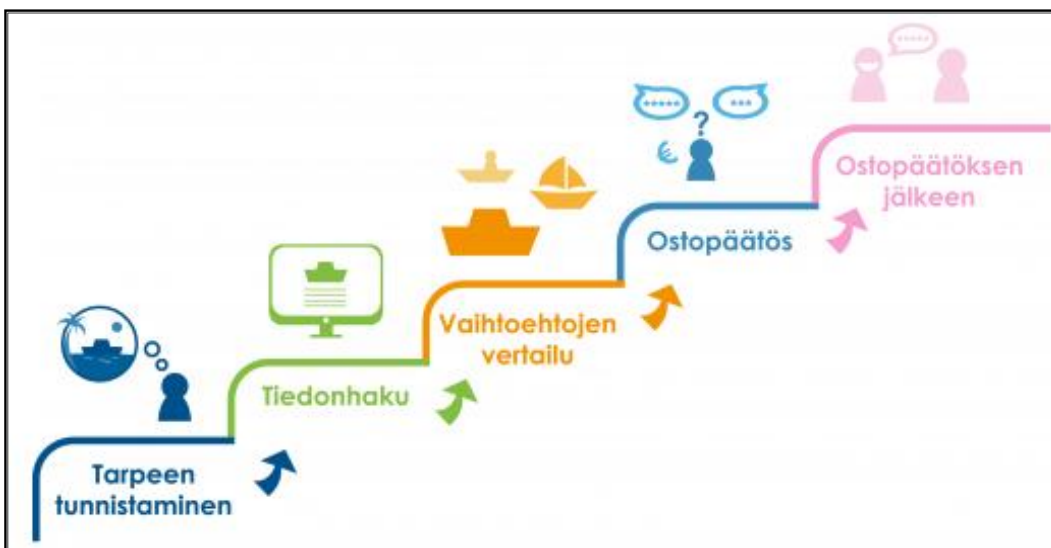 Tarpeen
tunnistaminen
Tiedonhaku
Vaihtoehtojen
vertailu
Ostopäätös
?
€
Ostopäätöksen
jälkeen